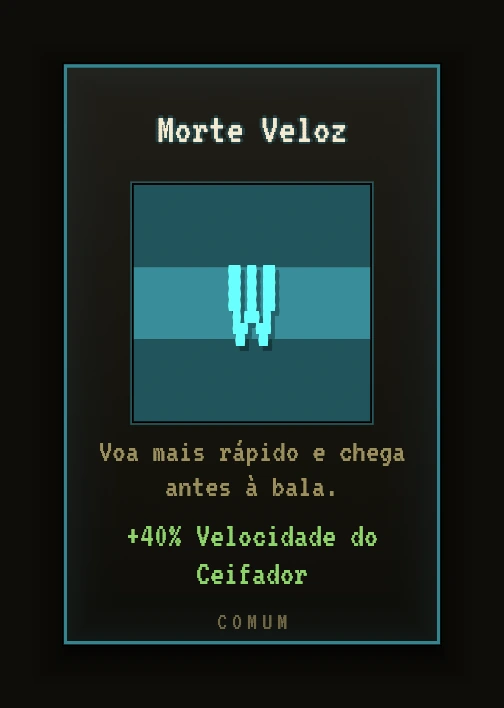 Morte Veloz
W
Voa mais rápido e chega
antes à bala.
+40% Velocidade do
Ceifador
COMUM